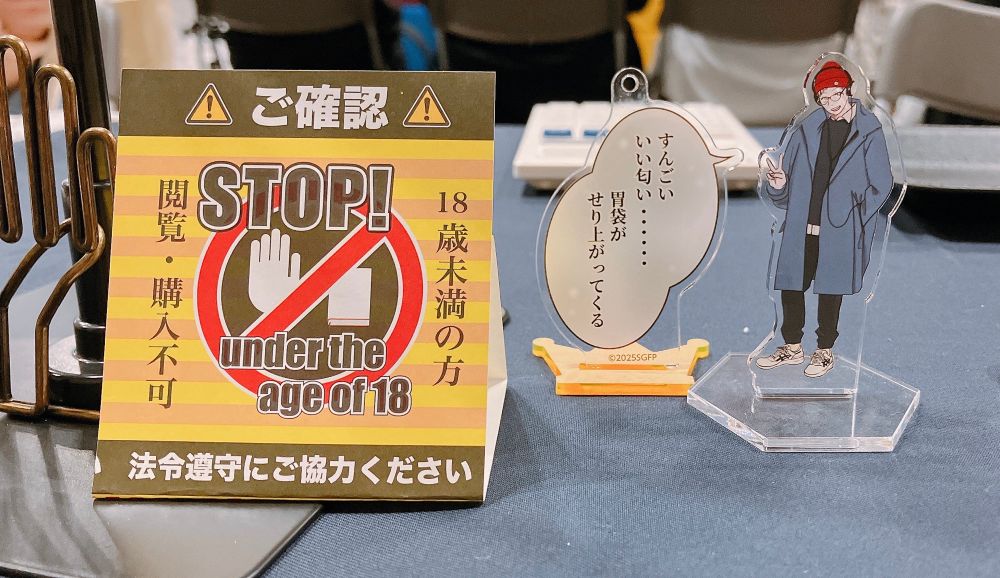 ご確認
STOP!
18歳未満の方
閲覧・購入不可
under the
age of 18
法令遵守にご協力ください
すんごい
いい匂い・・・・・・・
胃袋が
せり上がってくる
©2025SGFP